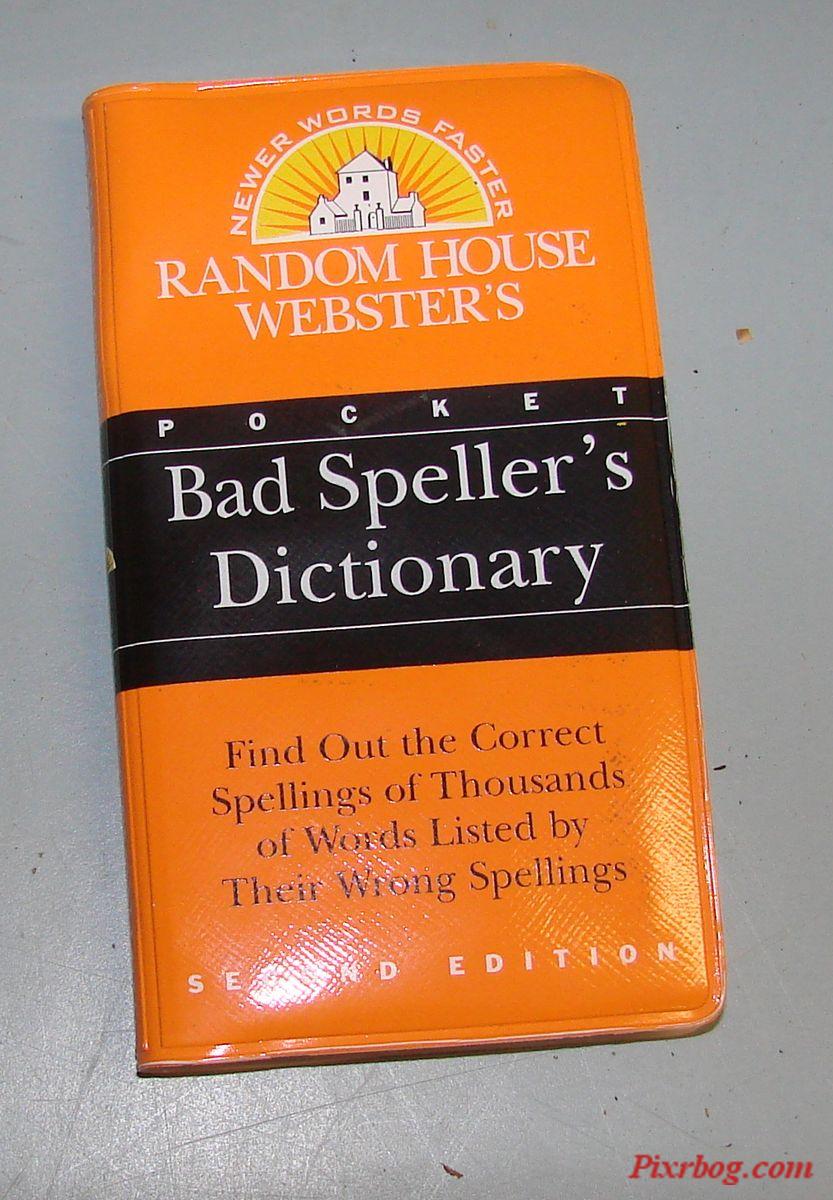 NEWER WORDS FASTER
RANDOM HOUSE
WEBSTER'S
POCKET
Bad Speller's
Dictionary
Find Out the Correct
Spellings of Thousands
of Words Listed by
Their Wrong Spellings
SECOND EDITION
Pixrbog.com